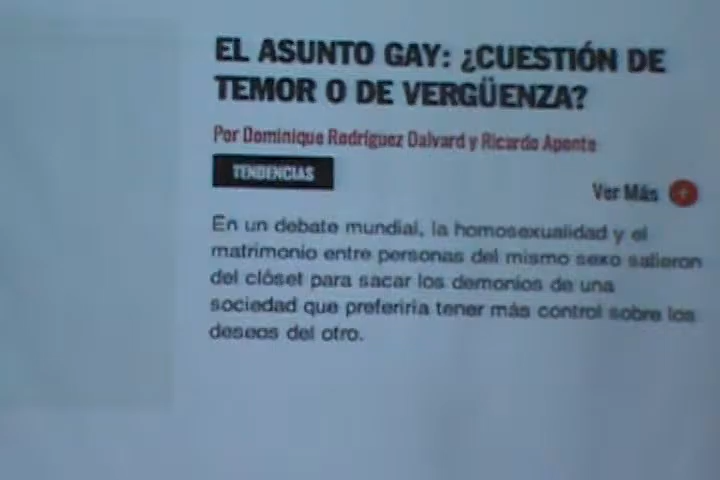 EL ASUNTO GAY: ¿CUESTIÓN DE
TEMOR O DE VERGÜENZA?
Por Dominique Rodríguez Dalvard y Ricardo Aponte
TENDENCIAS
Ver Más +
En un debate mundial, la homosexualidad y el
matrimonio entre personas del mismo sexo salieron
del clóset para sacar los demonios de una
sociedad que preferiría tener más control sobre los
deseos del otro.